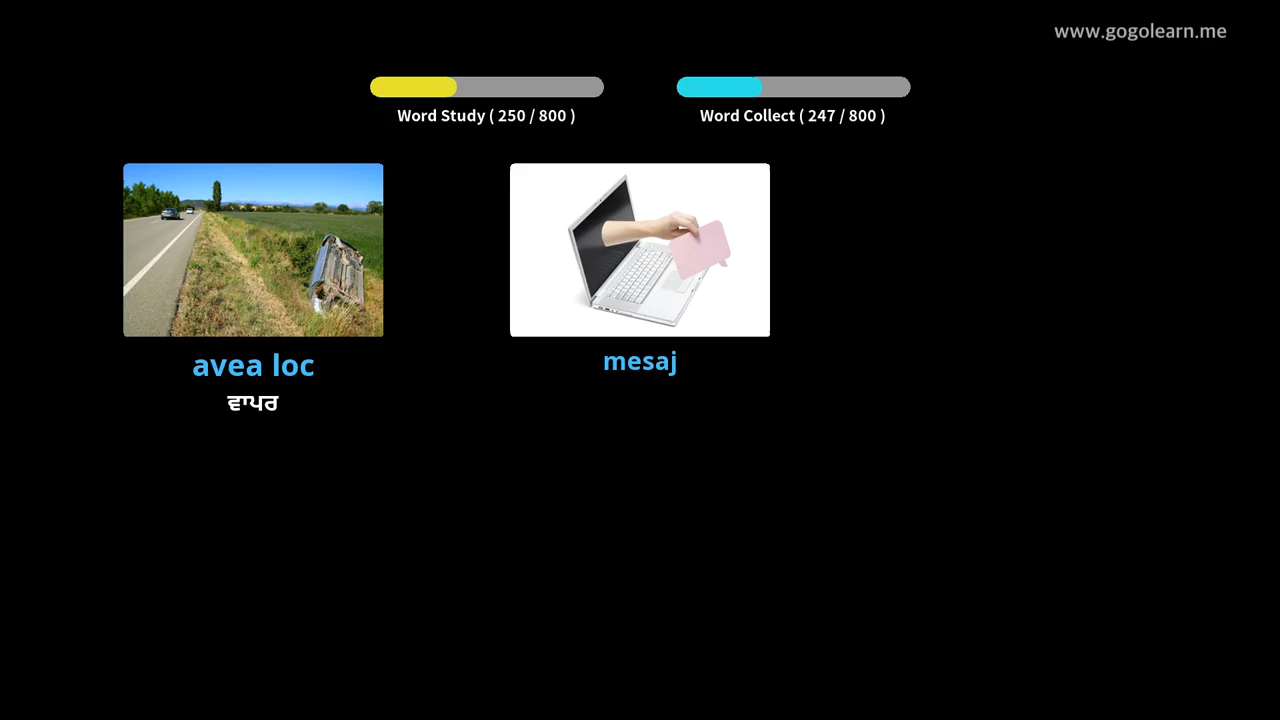 www.gogolearn.me
Word Study ( 250 / 800 )
Word Collect ( 247 / 800 )
avea loc
mesaj
ਵਾਪਰ